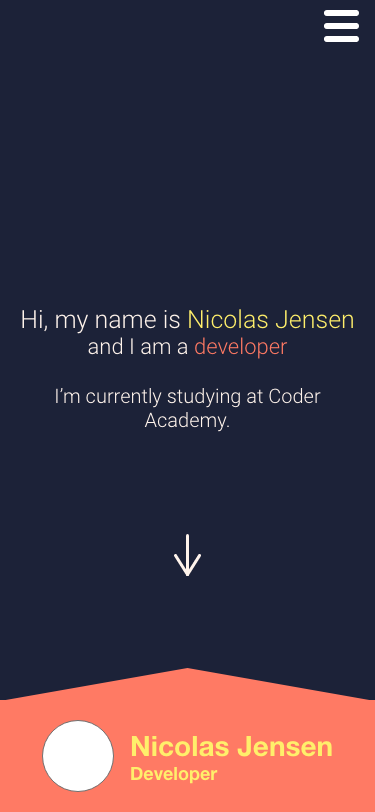 Hi, my name is Nicolas Jensen
and I am a developer
I’m currently studying at Coder
Academy.
Nicolas Jensen
Developer